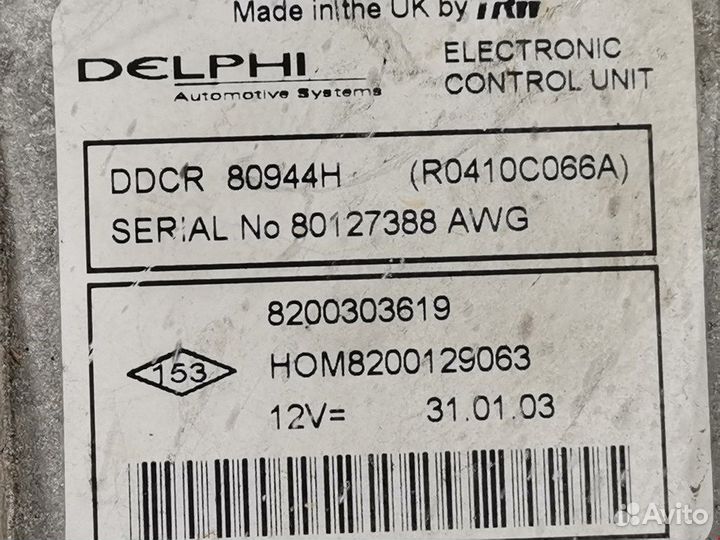 Made in the UK by TRW
DELPHI
Automotive Systems
ELECTRONIC
CONTROL UNIT
DDCR 80944H (R0410C066A)
SERIAL No 80127388 AWG
8200303619
153
HOM8200129063
12V= 31.01.03
Avito